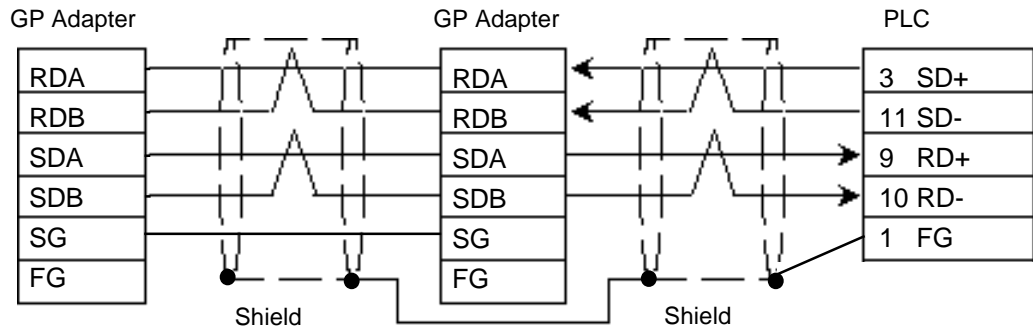 GP Adapter GP Adapter PLC
RDA RDA 3 SD+
RDB RDB 11 SD-
SDA SDA 9 RD+
SDB SDB 10 RD-
SG SG 1 FG
FG FG
Shield Shield